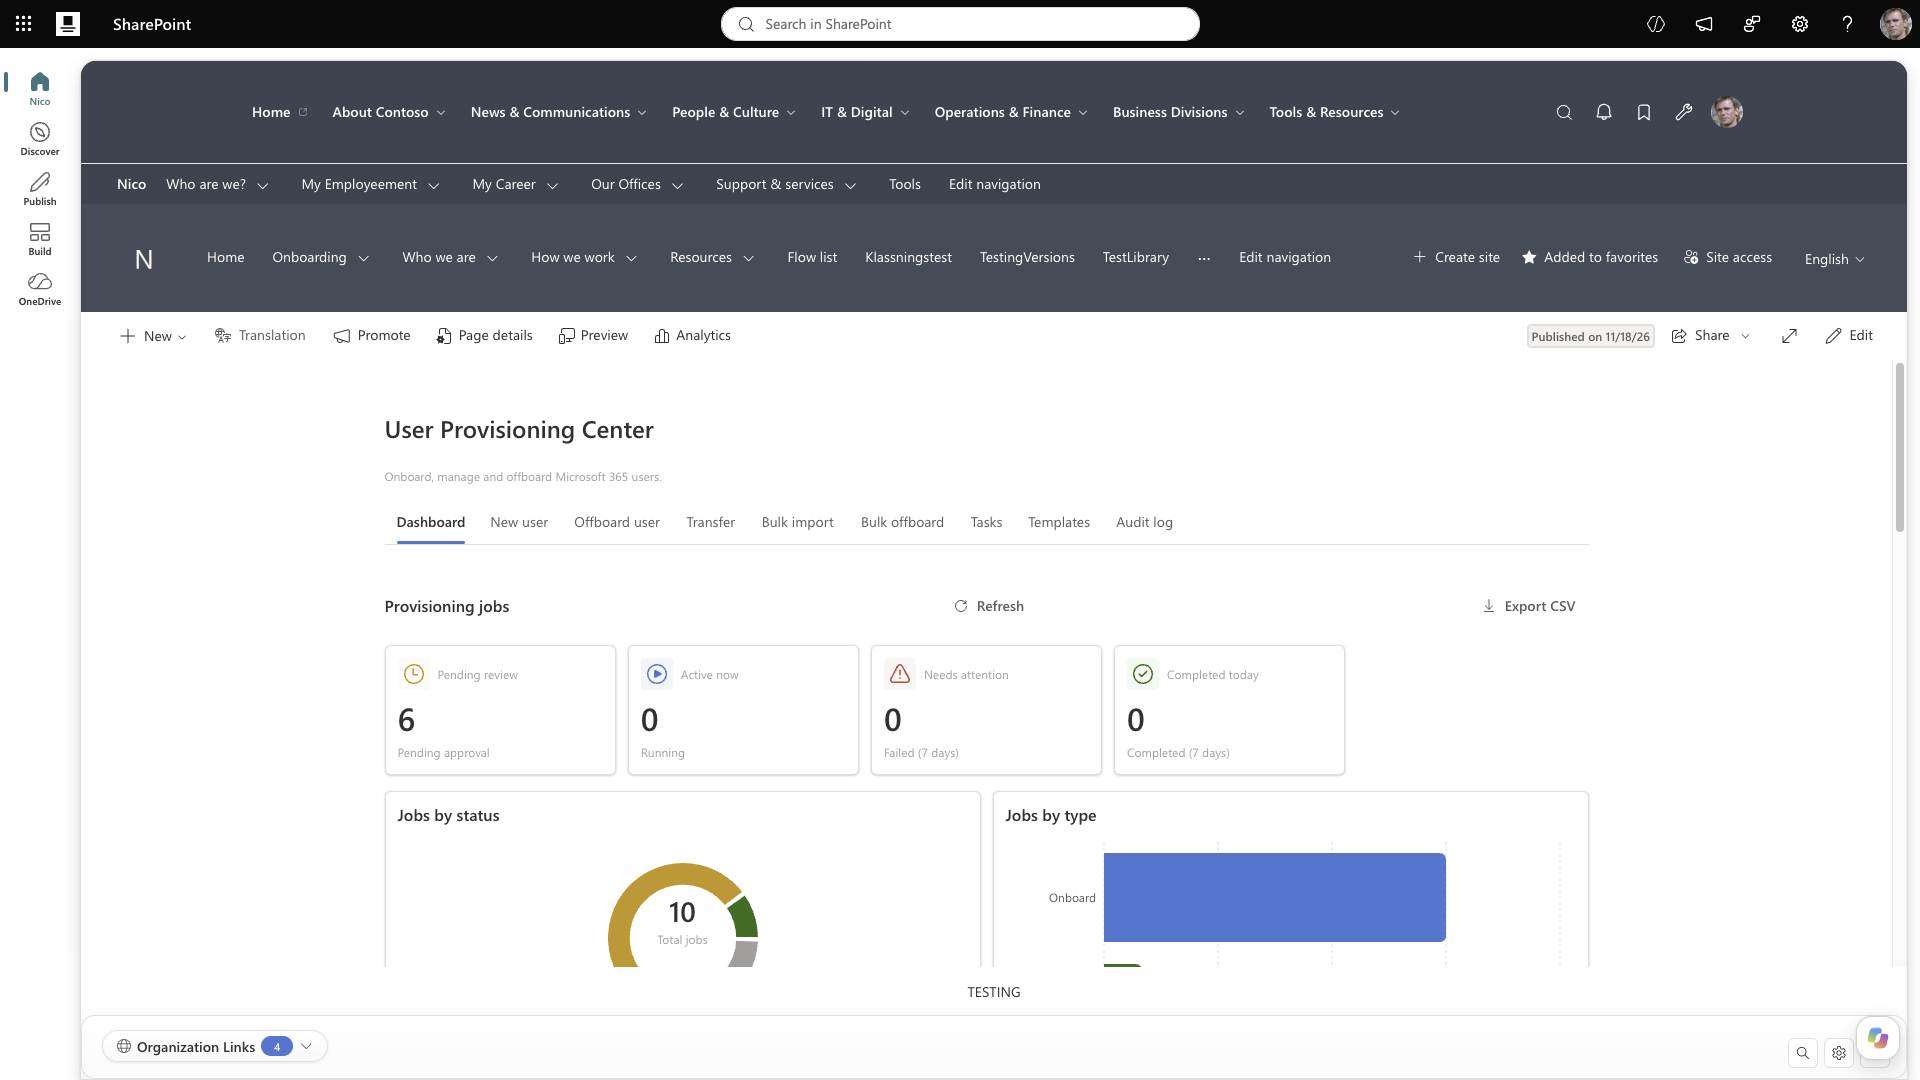 SharePoint
Search in SharePoint
Nico
Discover
Publish
Build
OneDrive
Home About Contoso News & Communications People & Culture IT & Digital Operations & Finance Business Divisions Tools & Resources
Nico Who are we? My Employeement My Career Our Offices Support & services Tools Edit navigation
N Home Onboarding Who we are How we work Resources Flow list Klassningstest TestingVersions TestLibrary ... Edit navigation Create site Added to favorites Site access English
New Translation Promote Page details Preview Analytics Published on 11/18/26 Share Edit
User Provisioning Center
Onboard, manage and offboard Microsoft 365 users.
Dashboard New user Offboard user Transfer Bulk import Bulk offboard Tasks Templates Audit log
Provisioning jobs Refresh Export CSV
Pending review Active now Needs attention Completed today
6 0 0 0
Pending approval Running Failed (7 days) Completed (7 days)
Jobs by status Jobs by type
10
Total jobs
Onboard
TESTING
Organization Links 4